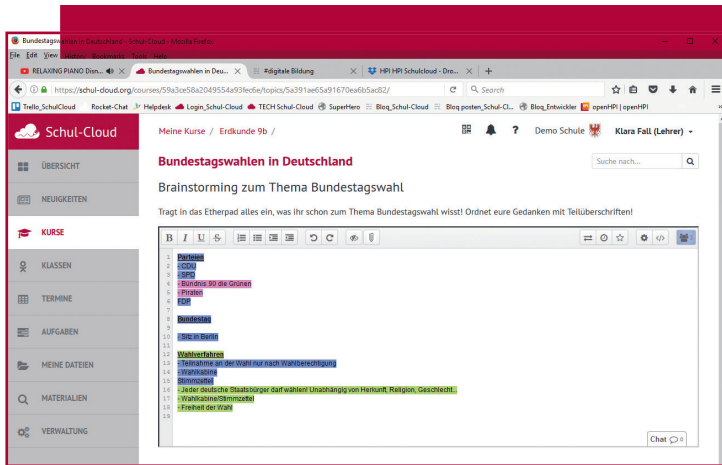 Bundestagswahlen in Deutschland - Schul-Cloud - Mozilla Firefox
File Edit View History Bookmarks Tools Help
RELAXING PIANO Disn... Bundestagswahlen in Deu... #digitale Bildung HPI HPI Schulcloud - Dro...
https://schul-cloud.org/courses/59a3ce58a2049554a93fec6e/topics/5a391ae65a91670ea6b5ac82/ Search
Trello_SchulCloud Rocket-Chat Helpdesk Login_Schul-Cloud TECH Schul-Cloud SuperHero Blog_Schul-Cloud Blog posten_Schul-Cl... Blog_Entwickler openHPI | openHPI
Schul-Cloud
Meine Kurse / Erdkunde 9b / ? Demo Schule Klara Fall (Lehrer)
ÜBERSICHT
NEUIGKEITEN
KURSE
KLASSEN
TERMINE
AUFGABEN
MEINE DATEIEN
MATERIALIEN
VERWALTUNG
Bundestagswahlen in Deutschland
Suche nach...
Brainstorming zum Thema Bundestagswahl
Tragt in das Etherpad alles ein, was ihr schon zum Thema Bundestagswahl wisst! Ordnet eure Gedanken mit Teilüberschriften!
B I U S
1 Parteien
2 - CDU
3 - SPD
4 - Bündnis 90 die Grünen
5 - Piraten
6 FDP
7
8 Bundestag
9
10 - Sitz in Berlin
11
12 Wahlverfahren
13 - Teilnahme an der Wahl nur nach Wahlberechtigung
14 - Wahlkabine
15 Stimmzettel
16 - Jeder deutsche Staatsbürger darf wählen! Unabhängig von Herkunft, Religion, Geschlecht...
17 - Wahlkabine/Stimmzettel
18 - Freiheit der Wahl
19
Chat 0